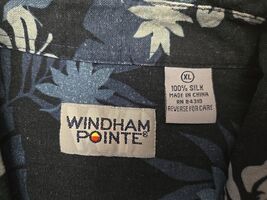 WINDHAM
POINTE®
XL
100% SILK
MADE IN CHINA
RN 84310
REVERSE FOR CARE